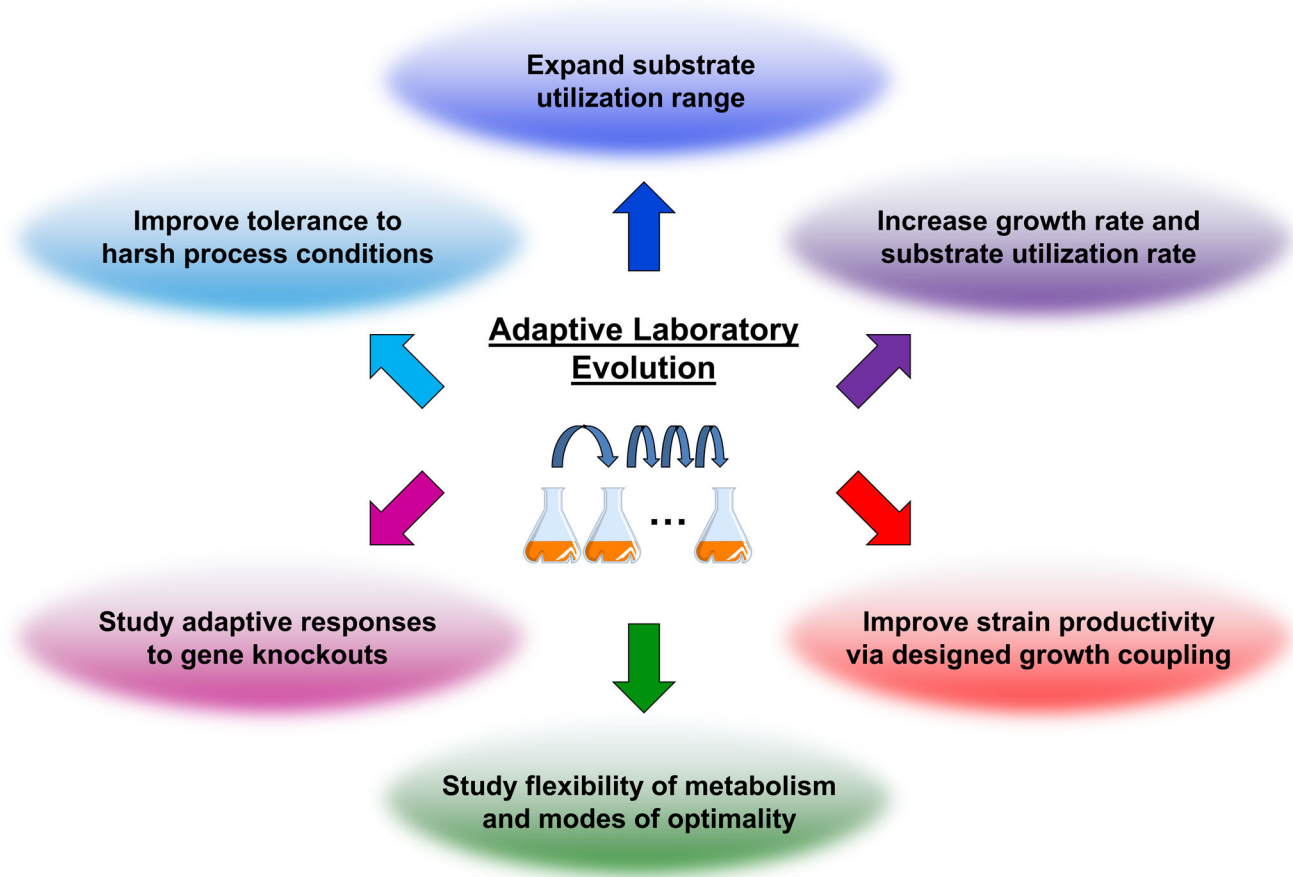 Expand substrate
utilization range
Improve tolerance to
harsh process conditions
Increase growth rate and
substrate utilization rate
Adaptive Laboratory
Evolution
...
Study adaptive responses
to gene knockouts
Improve strain productivity
via designed growth coupling
Study flexibility of metabolism
and modes of optimality